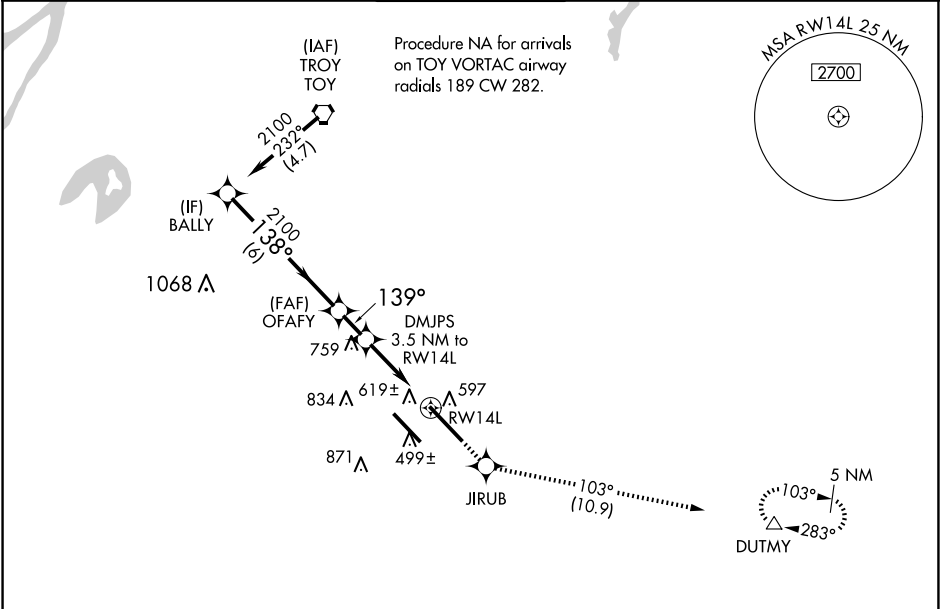 (IAF)
TROY
TOY
Procedure NA for arrivals
on TOY VORTAC airway
radials 189 CW 282.
MSA RW14L 25 NM
2700
2100
232°
(4.7)
(IF)
BALLY
2100
138°
(6)
1068
(FAF)
OFAFY
139°
DMJPS
3.5 NM to
RW14L
759
834
619±
597
RW14L
871
499±
JIRUB
103°
(10.9)
5 NM
103°
283°
DUTMY